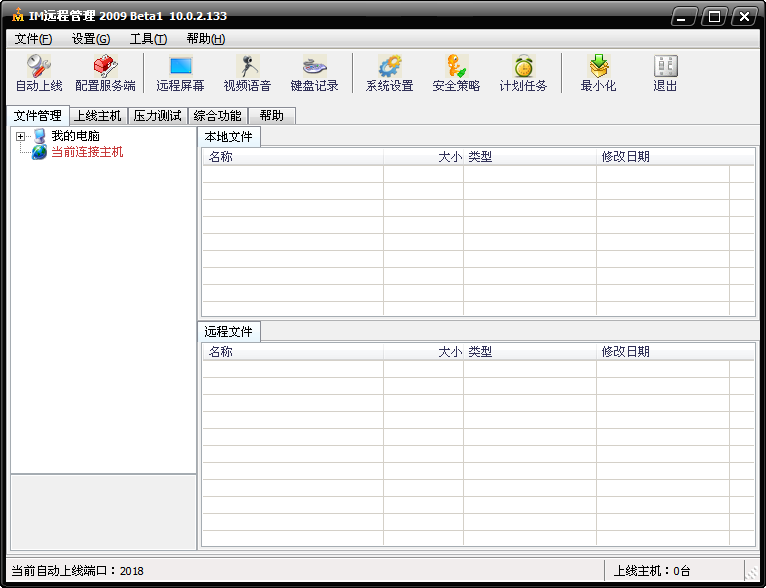 IM远程管理 2009 Beta1 10.0.2.133
文件(F) 设置(G) 工具(T) 帮助(H)
自动上线 配置服务端 远程屏幕 视频语音 键盘记录 系统设置 安全策略 计划任务 最小化 退出
文件管理 上线主机 压力测试 综合功能 帮助
我的电脑
当前连接主机
本地文件
名称 大小 类型 修改日期
远程文件
名称 大小 类型 修改日期
当前自动上线端口：2018 上线主机：0台